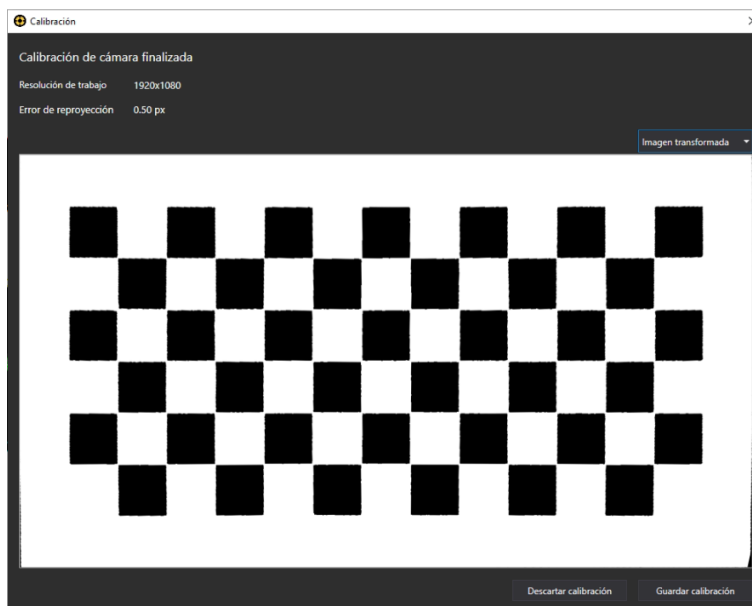 Calibración
Calibración de cámara finalizada
Resolución de trabajo 1920x1080
Error de reproyección 0.50 px
Imagen transformada
Descartar calibración Guardar calibración